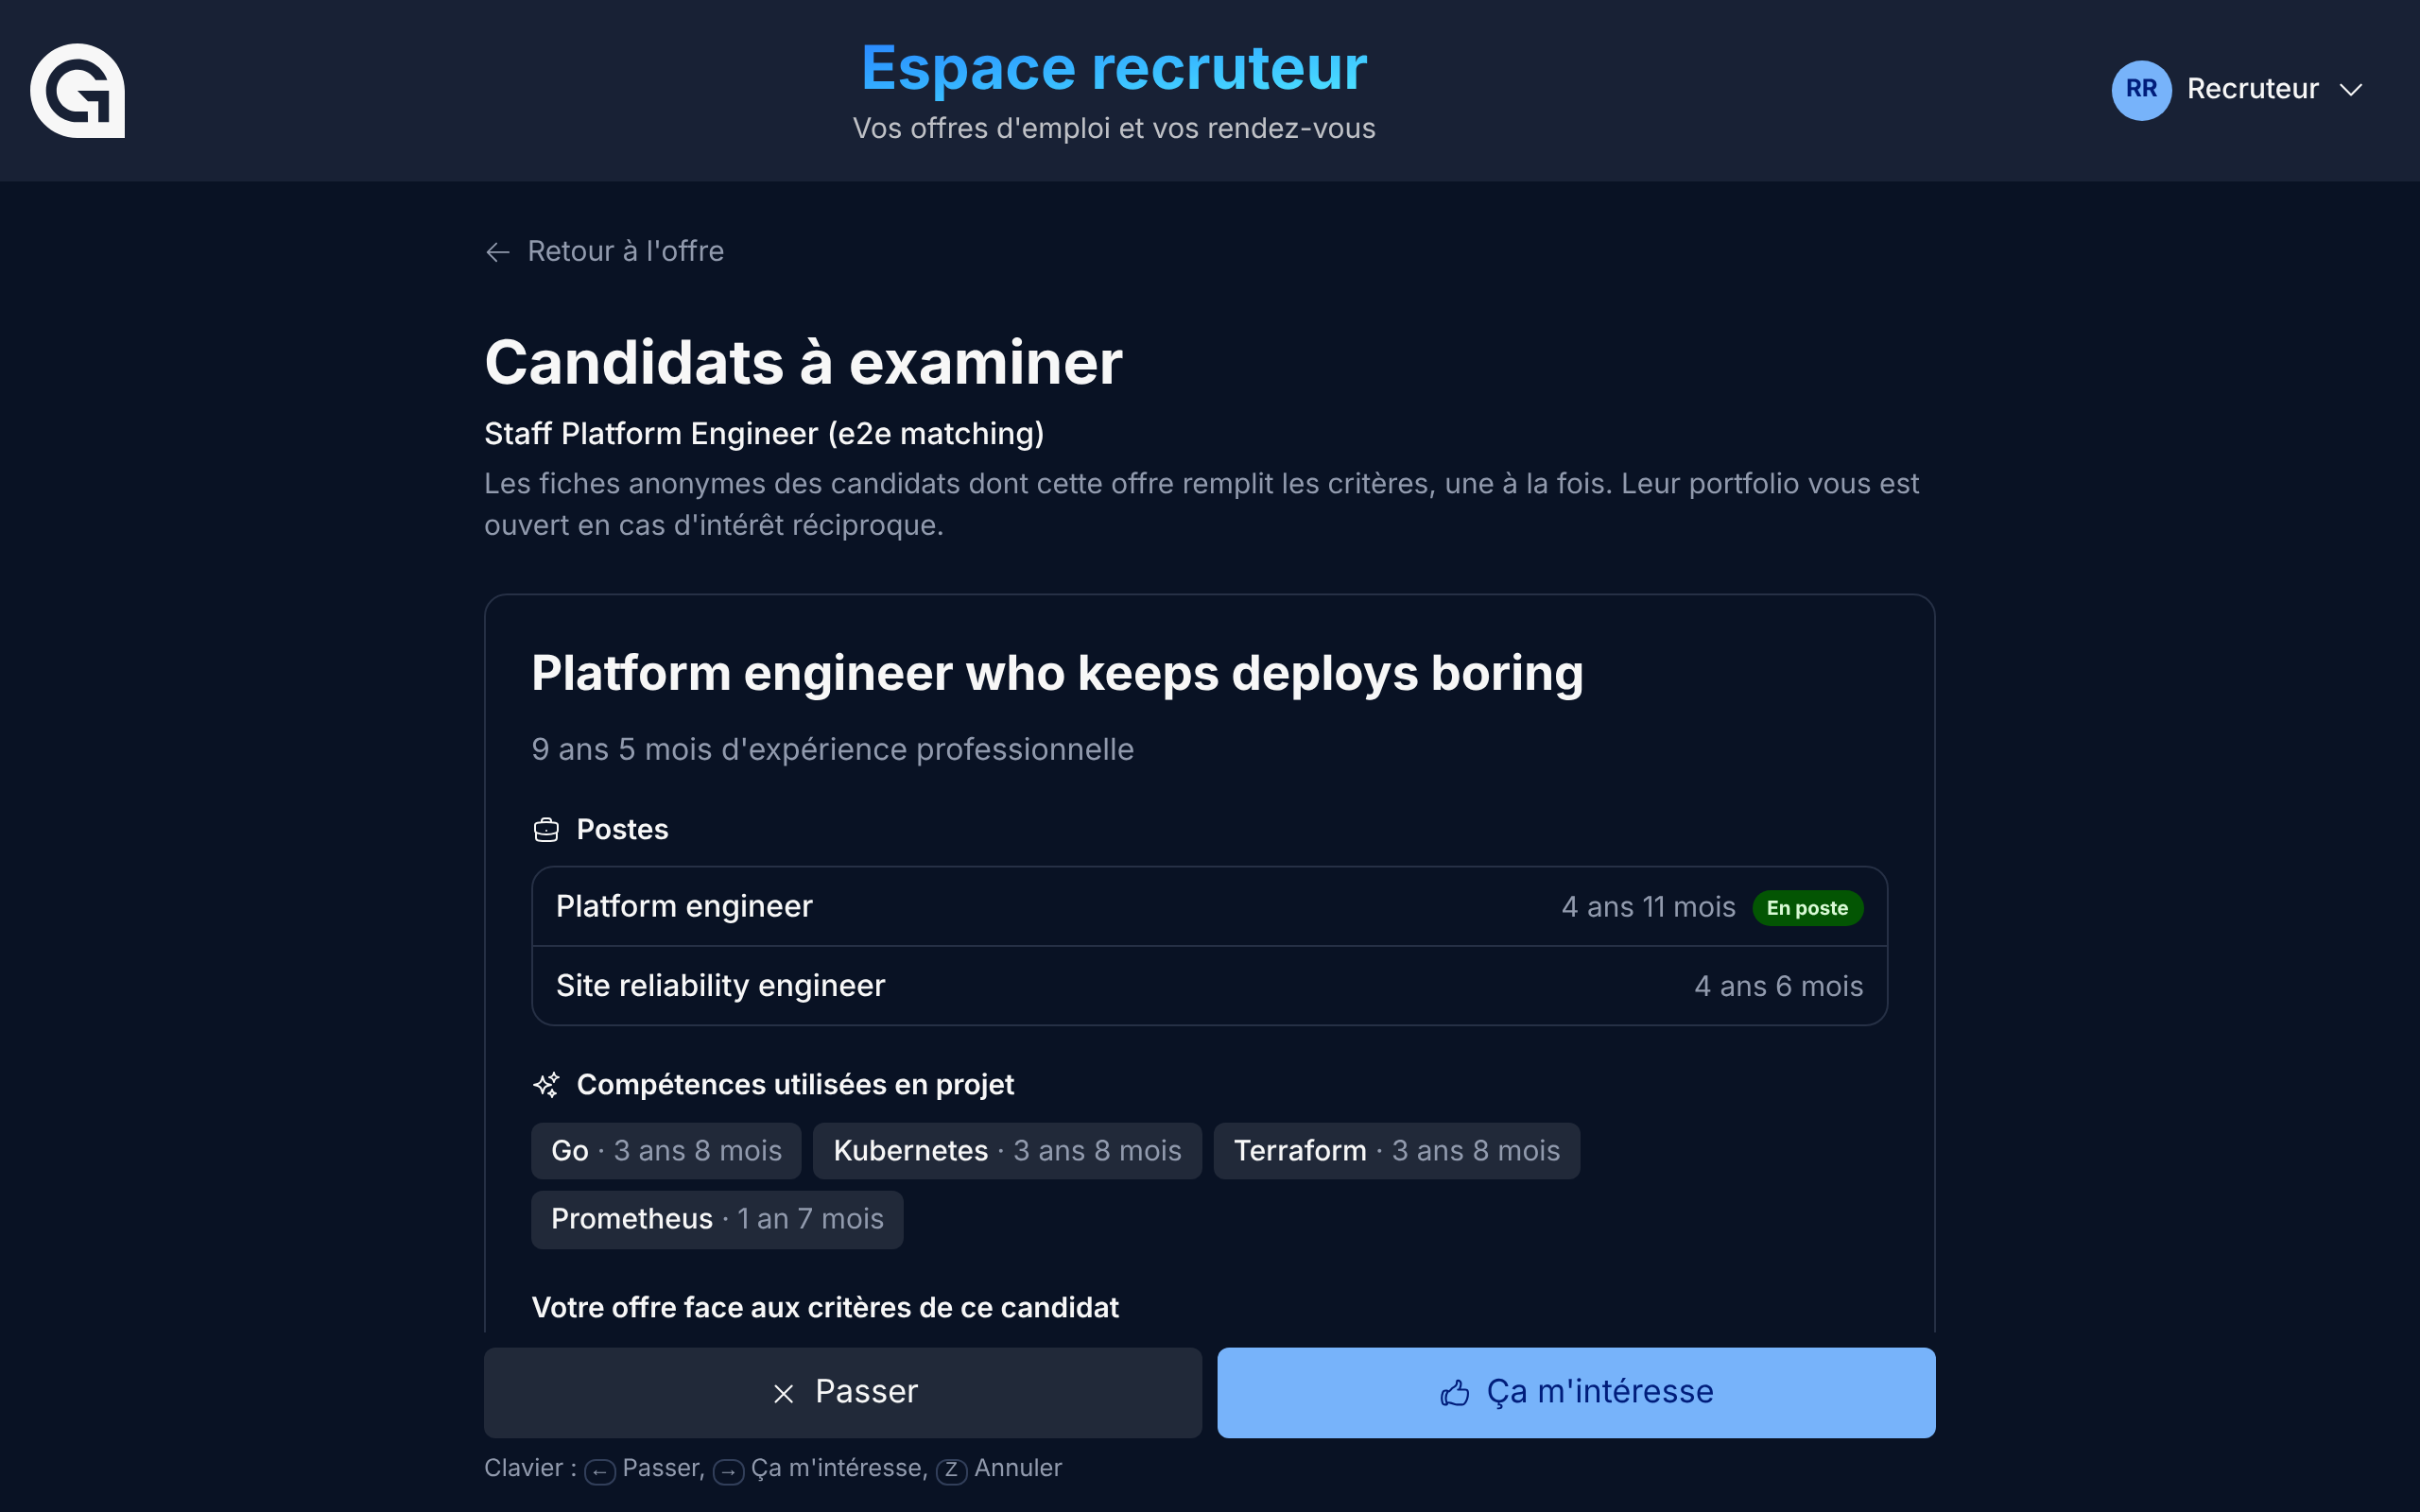 Espace recruteur
Vos offres d'emploi et vos rendez-vous
RR Recruteur
← Retour à l'offre
Candidats à examiner
Staff Platform Engineer (e2e matching)
Les fiches anonymes des candidats dont cette offre remplit les critères, une à la fois. Leur portfolio vous est
ouvert en cas d'intérêt réciproque.
Platform engineer who keeps deploys boring
9 ans 5 mois d'expérience professionnelle
Postes
Platform engineer 4 ans 11 mois En poste
Site reliability engineer 4 ans 6 mois
Compétences utilisées en projet
Go · 3 ans 8 mois Kubernetes · 3 ans 8 mois Terraform · 3 ans 8 mois
Prometheus · 1 an 7 mois
Votre offre face aux critères de ce candidat
Passer Ça m'intéresse
Clavier : ← Passer, → Ça m'intéresse, Z Annuler